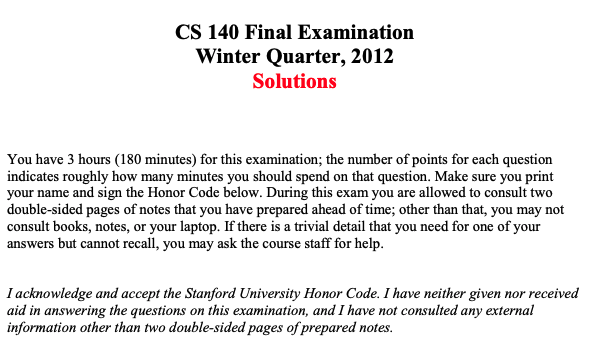 CS 140 Final Examination
Winter Quarter, 2012
Solutions
You have 3 hours (180 minutes) for this examination; the number of points for each question
indicates roughly how many minutes you should spend on that question. Make sure you print
your name and sign the Honor Code below. During this exam you are allowed to consult two
double-sided pages of notes that you have prepared ahead of time; other than that, you may not
consult books, notes, or your laptop. If there is a trivial detail that you need for one of your
answers but cannot recall, you may ask the course staff for help.
I acknowledge and accept the Stanford University Honor Code. I have neither given nor received
aid in answering the questions on this examination, and I have not consulted any external
information other than two double-sided pages of prepared notes.